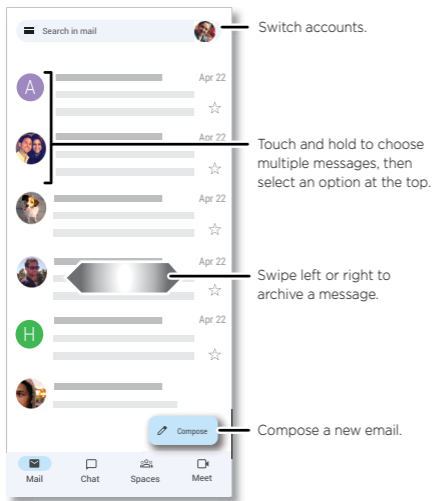 Search in mail
Switch accounts.
Apr 22
A
Apr 22
Touch and hold to choose
multiple messages, then
select an option at the top.
Apr 22
Apr 22
Swipe left or right to
archive a message.
Apr 22
H
Compose
Compose a new email.
Mail
Chat
Spaces
Meet